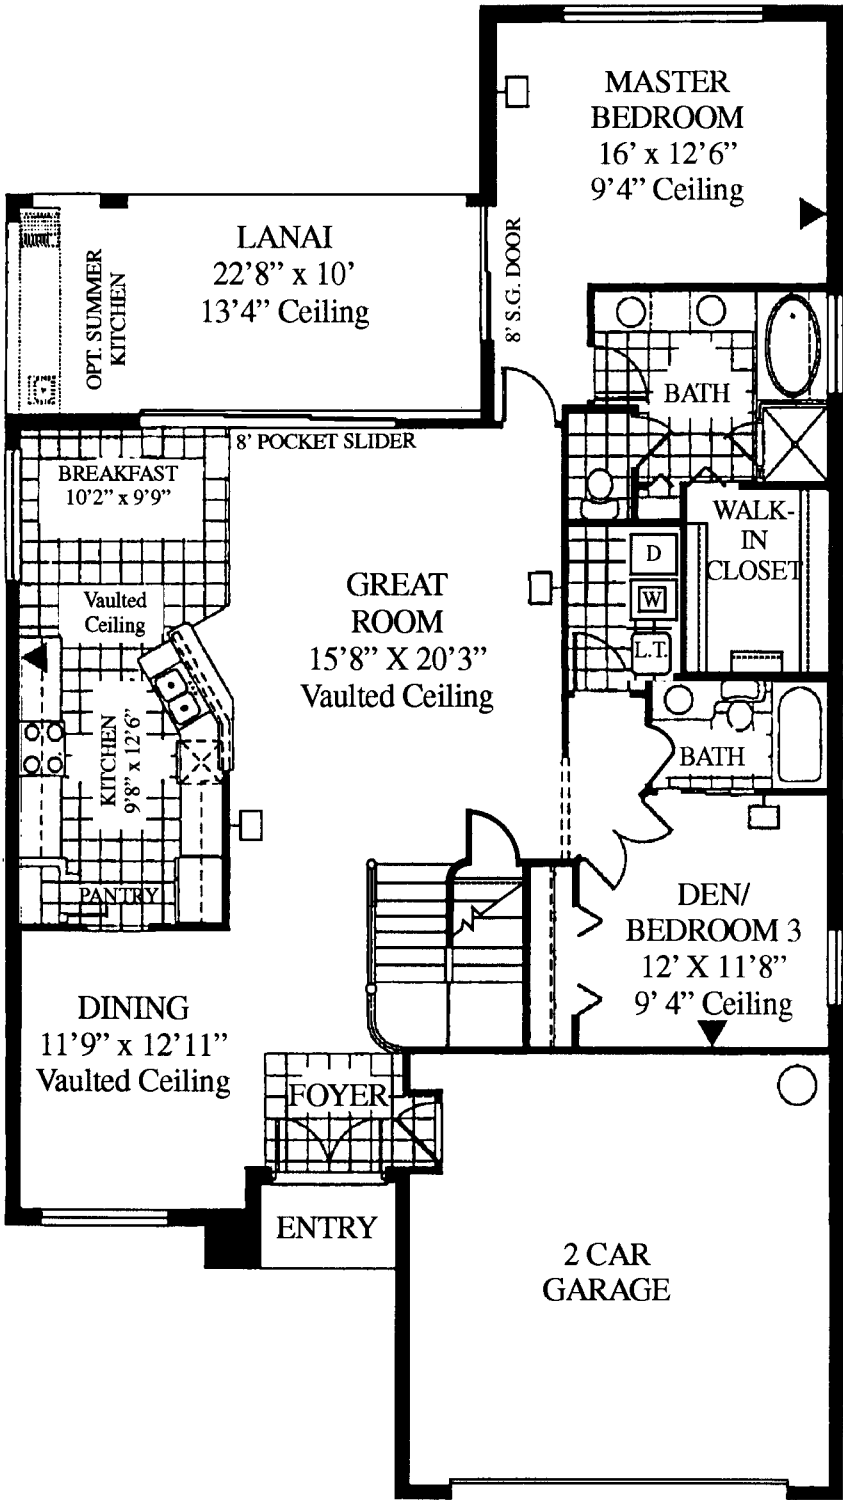 MASTER
BEDROOM
16’ x 12’6”
9’4” Ceiling
LANAI
22’8” x 10’
13’4” Ceiling
OPT. SUMMER
KITCHEN
8’ S.G. DOOR
BATH
8’ POCKET SLIDER
BREAKFAST
10’2” x 9’9”
WALK-
IN
CLOSET
D
W
L.T.
GREAT
ROOM
15’8” X 20’3”
Vaulted Ceiling
Vaulted
Ceiling
KITCHEN
9’8” x 12’6”
BATH
PANTRY
DEN/
BEDROOM 3
12’ X 11’8”
9’ 4” Ceiling
DINING
11’9” x 12’11”
Vaulted Ceiling
FOYER
ENTRY
2 CAR
GARAGE